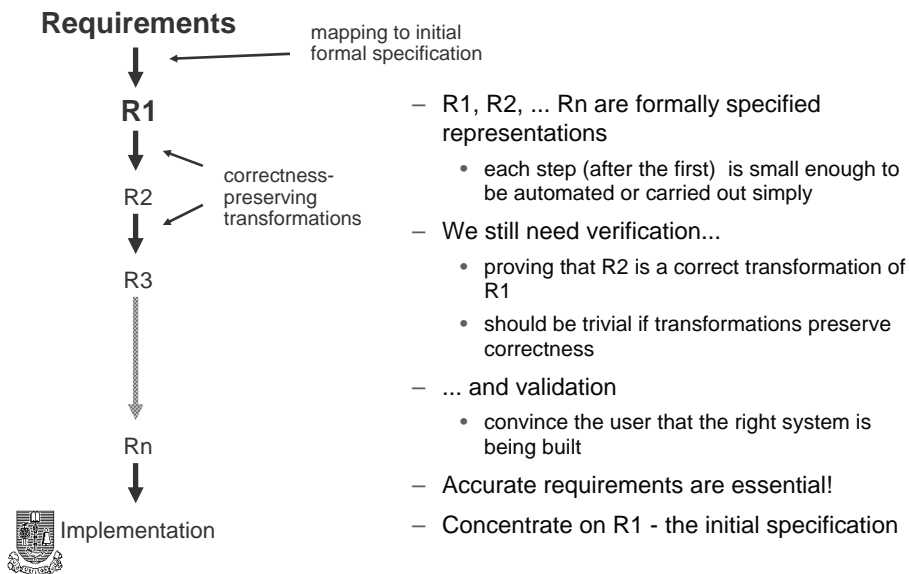 Requirements
mapping to initial
formal specification
R1
correctness-
preserving
transformations
R2
R3
Rn
Implementation
– R1, R2, ... Rn are formally specified
representations
• each step (after the first) is small enough to
be automated or carried out simply
– We still need verification...
• proving that R2 is a correct transformation of
R1
• should be trivial if transformations preserve
correctness
– ... and validation
• convince the user that the right system is
being built
– Accurate requirements are essential!
– Concentrate on R1 - the initial specification